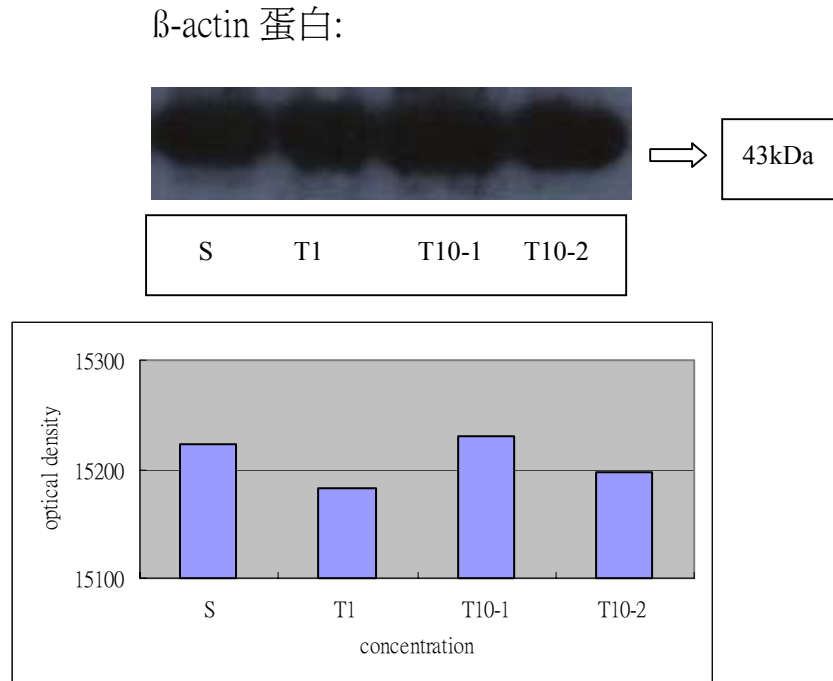 ß-actin 蛋白:
43kDa
S T1 T10-1 T10-2
15300
15200
15100
optical density
S T1 T10-1 T10-2
concentration